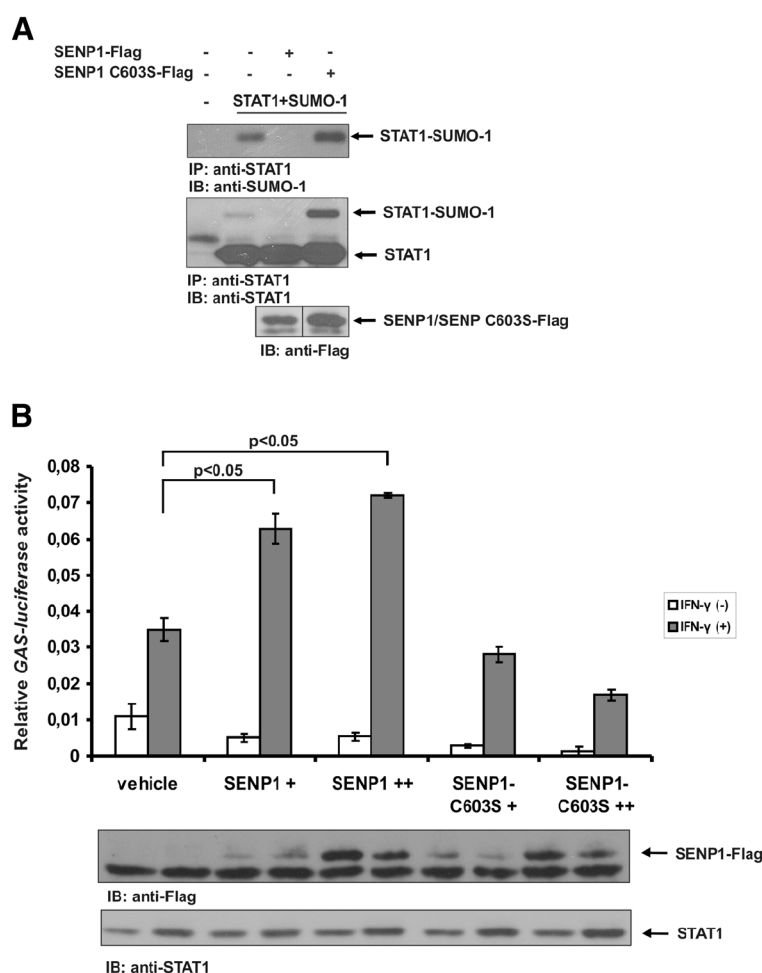 A
SENP1-Flag - - + -
SENP1 C603S-Flag - - - +
- STAT1+SUMO-1
STAT1-SUMO-1
IP: anti-STAT1
IB: anti-SUMO-1
STAT1-SUMO-1
STAT1
IP: anti-STAT1
IB: anti-STAT1
SENP1/SENP C603S-Flag
IB: anti-Flag
B
p<0.05
p<0.05
0,08
0,07
0,06
0,05
0,04
0,03
0,02
0,01
0
Relative GAS-luciferase activity
IFN-γ (-)
IFN-γ (+)
vehicle SENP1 + SENP1 ++ SENP1- SENP1-
C603S + C603S ++
SENP1-Flag
IB: anti-Flag
STAT1
IB: anti-STAT1